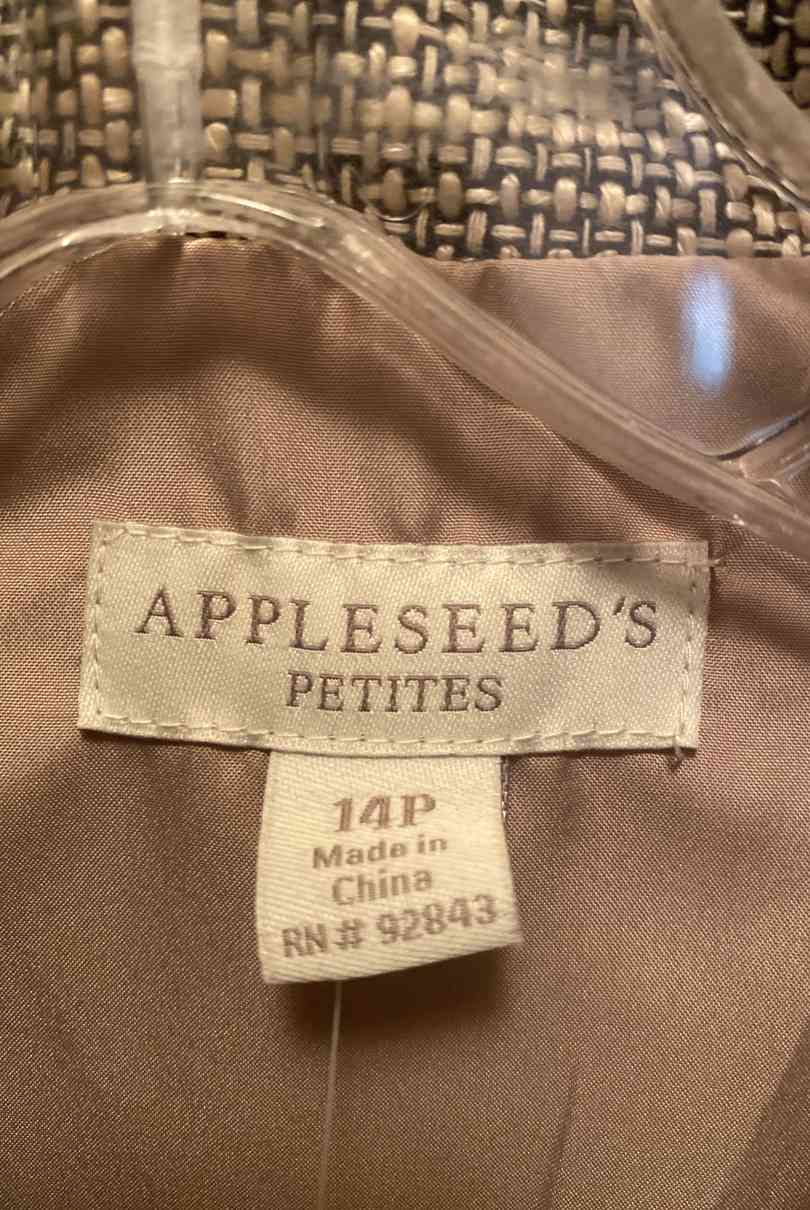 APPLESEED'S
PETITES
14P
Made in
China
RN # 92843